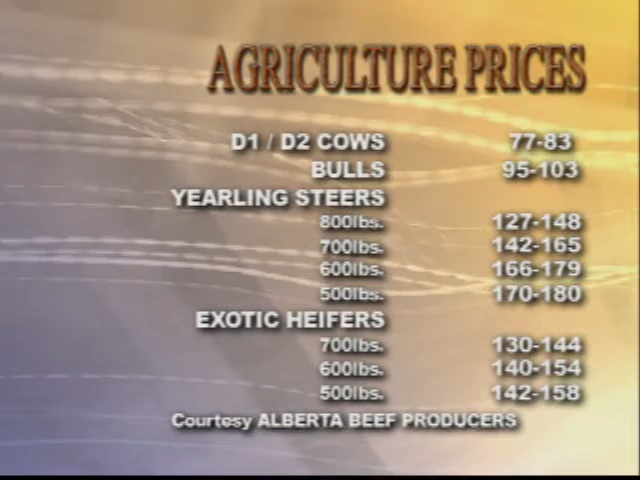 AGRICULTURE PRICES
D1 / D2 COWS 77-83
BULLS 95-103
YEARLING STEERS
800lbs. 127-148
700lbs. 142-165
600lbs. 166-179
500lbs. 170-180
EXOTIC HEIFERS
700lbs. 130-144
600lbs. 140-154
500lbs. 142-158
Courtesy ALBERTA BEEF PRODUCERS